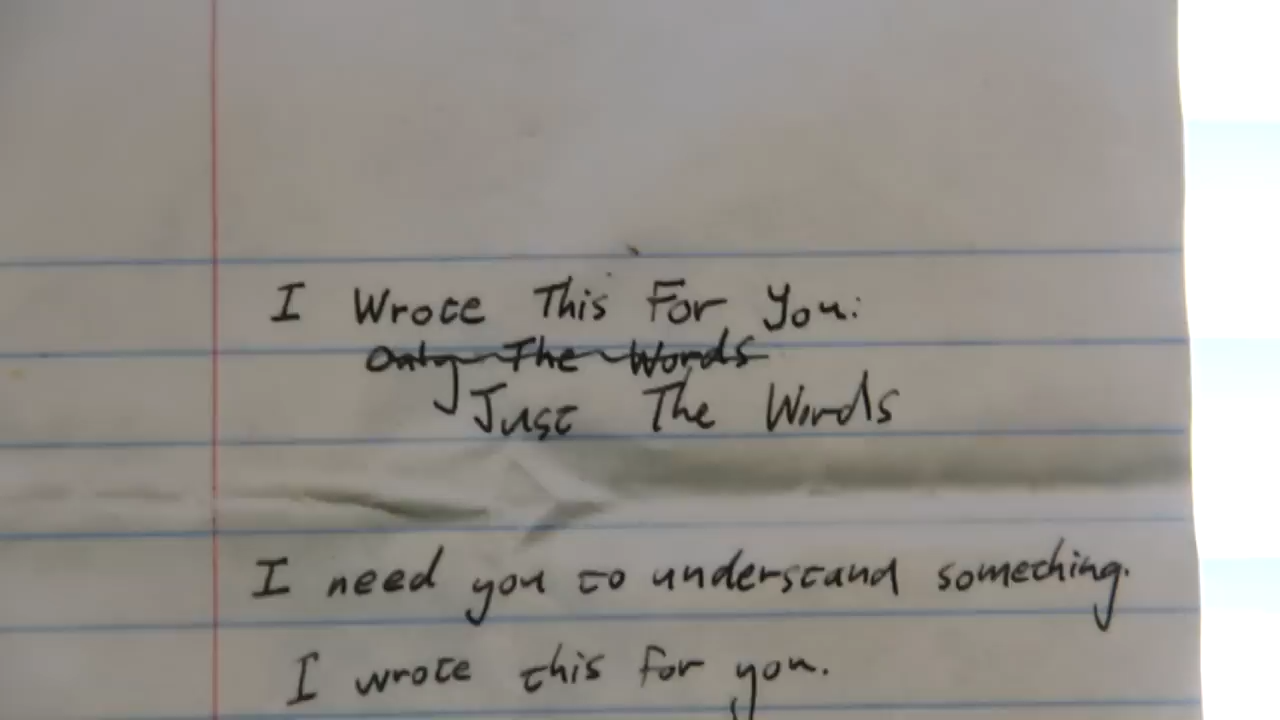 I Wrote This For You:
Only The Words
Just The Words
I need you to understand something.
I wrote this for you.